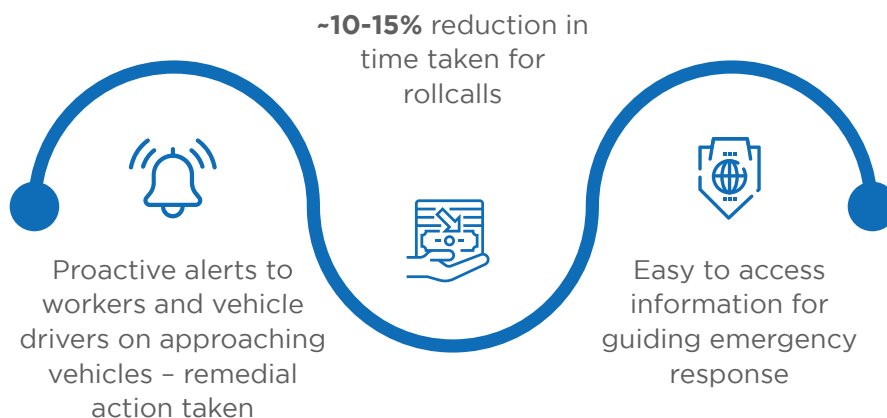 ~10-15% reduction in
time taken for
rollcalls
Proactive alerts to
workers and vehicle
drivers on approaching
vehicles – remedial
action taken
Easy to access
information for
guiding emergency
response